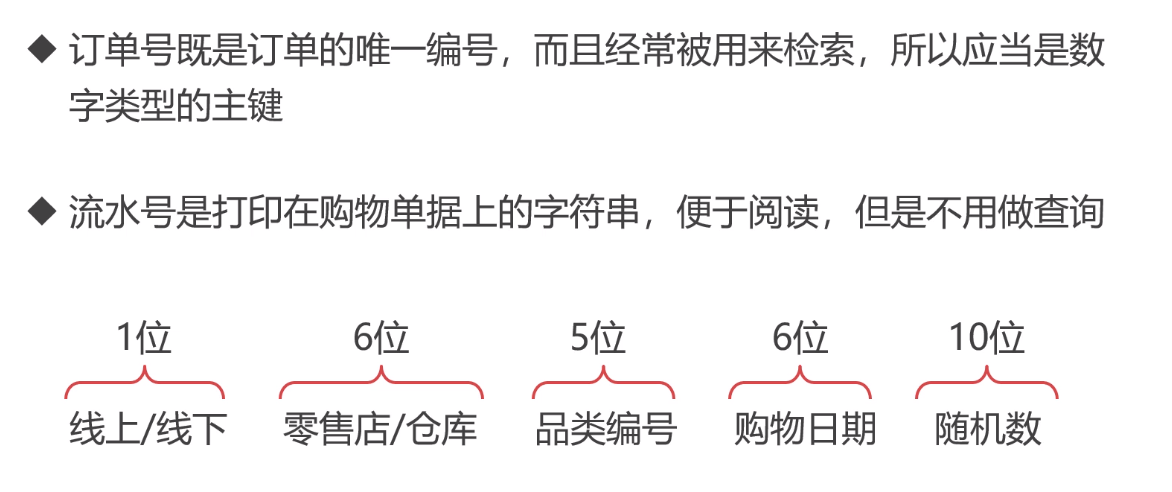 ◆ 订单号既是订单的唯一编号，而且经常被用来检索，所以应当是数
字类型的主键
◆ 流水号是打印在购物单据上的字符串，便于阅读，但是不用做查询
1位 6位 5位 6位 10位
线上/线下 零售店/仓库 品类编号 购物日期 随机数